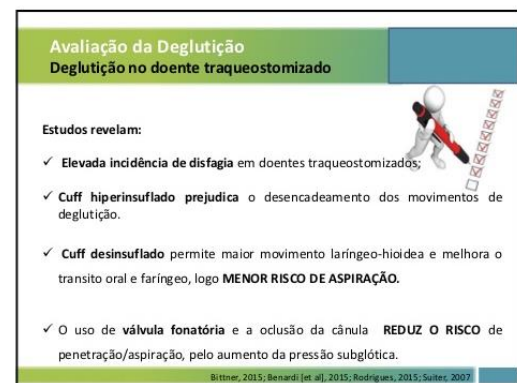 Avaliação da Deglutição
Deglutição no doente traqueostomizado
Estudos revelam:
✓ Elevada incidência de disfagia em doentes traqueostomizados;
✓ Cuff hiperinsuflado prejudica o desencadeamento dos movimentos de
deglutição.
✓ Cuff desinsuflado permite maior movimento laríngeo-hioidea e melhora o
transito oral e faríngeo, logo MENOR RISCO DE ASPIRAÇÃO.
✓ O uso de válvula fonatória e a oclusão da cânula REDUZ O RISCO de
penetração/aspiração, pelo aumento da pressão subglótica.
Bittner, 2015; Benardi [et al], 2015; Rodrigues, 2015; Suiter, 2007